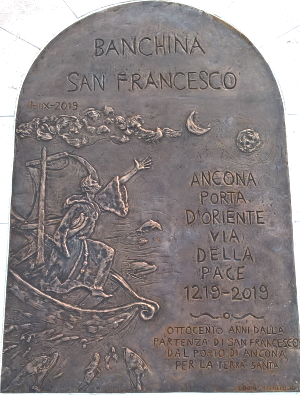 BANCHINA
SAN FRANCESCO
ANCONA
PORTA
D'ORIENTE
VIA
DELLA
PACE
1219-2019
OTTOCENTO ANNI DALLA
PARTENZA DI SAN FRANCESCO
DAL PORTO DI ANCONA
PER LA TERRA SANTA